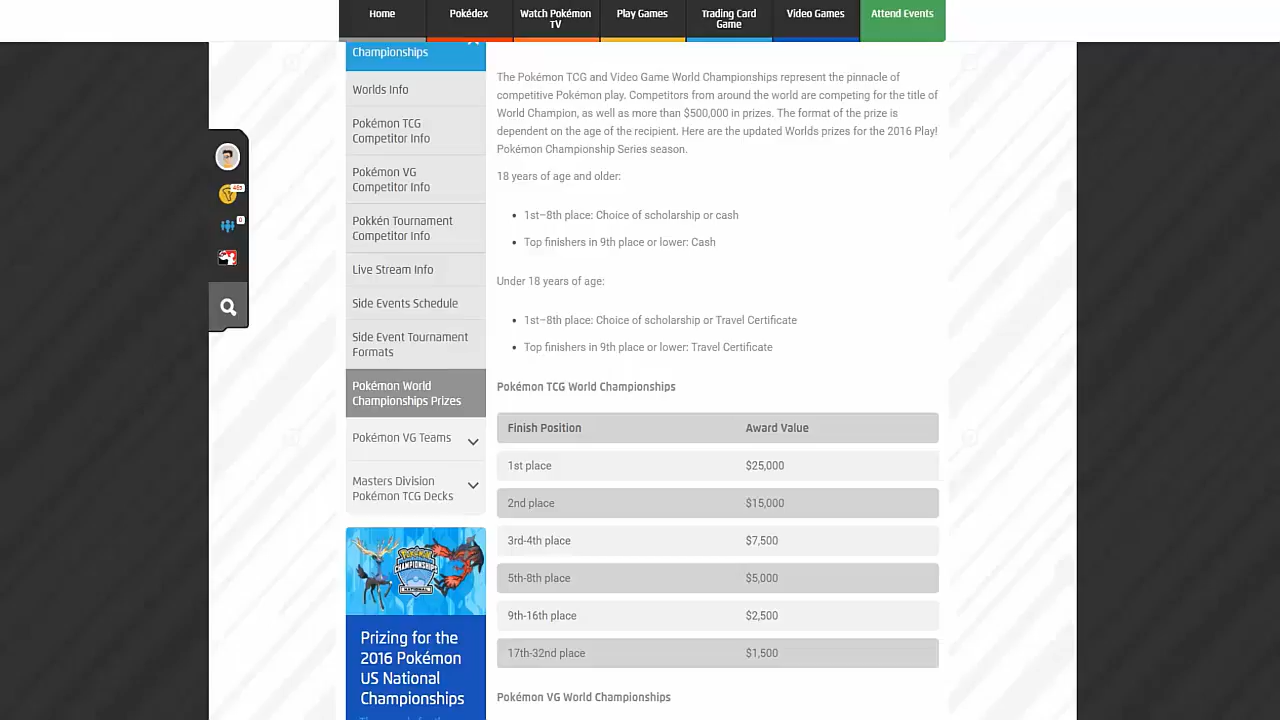 Home
Pokédex
Watch Pokémon
TV
Play Games
Trading Card
Game
Video Games
Attend Events
Championships
Worlds Info
Pokémon TCG
Competitor Info
Pokémon VG
Competitor Info
Pokkén Tournament
Competitor Info
Live Stream Info
Side Events Schedule
Side Event Tournament
Formats
Pokémon World
Championships Prizes
Pokémon VG Teams
Masters Division
Pokémon TCG Decks
Pokémon
CHAMPIONSHIPS
NATIONAL
Prizing for the
2016 Pokémon
US National
Championships
The Pokémon TCG and Video Game World Championships represent the pinnacle of
competitive Pokémon play. Competitors from around the world are competing for the title of
World Champion, as well as more than $500,000 in prizes. The format of the prize is
dependent on the age of the recipient. Here are the updated Worlds prizes for the 2016 Play!
Pokémon Championship Series season.
18 years of age and older:
• 1st–8th place: Choice of scholarship or cash
• Top finishers in 9th place or lower: Cash
Under 18 years of age:
• 1st–8th place: Choice of scholarship or Travel Certificate
• Top finishers in 9th place or lower: Travel Certificate
Pokémon TCG World Championships
Finish Position Award Value
1st place $25,000
2nd place $15,000
3rd-4th place $7,500
5th-8th place $5,000
9th-16th place $2,500
17th-32nd place $1,500
Pokémon VG World Championships